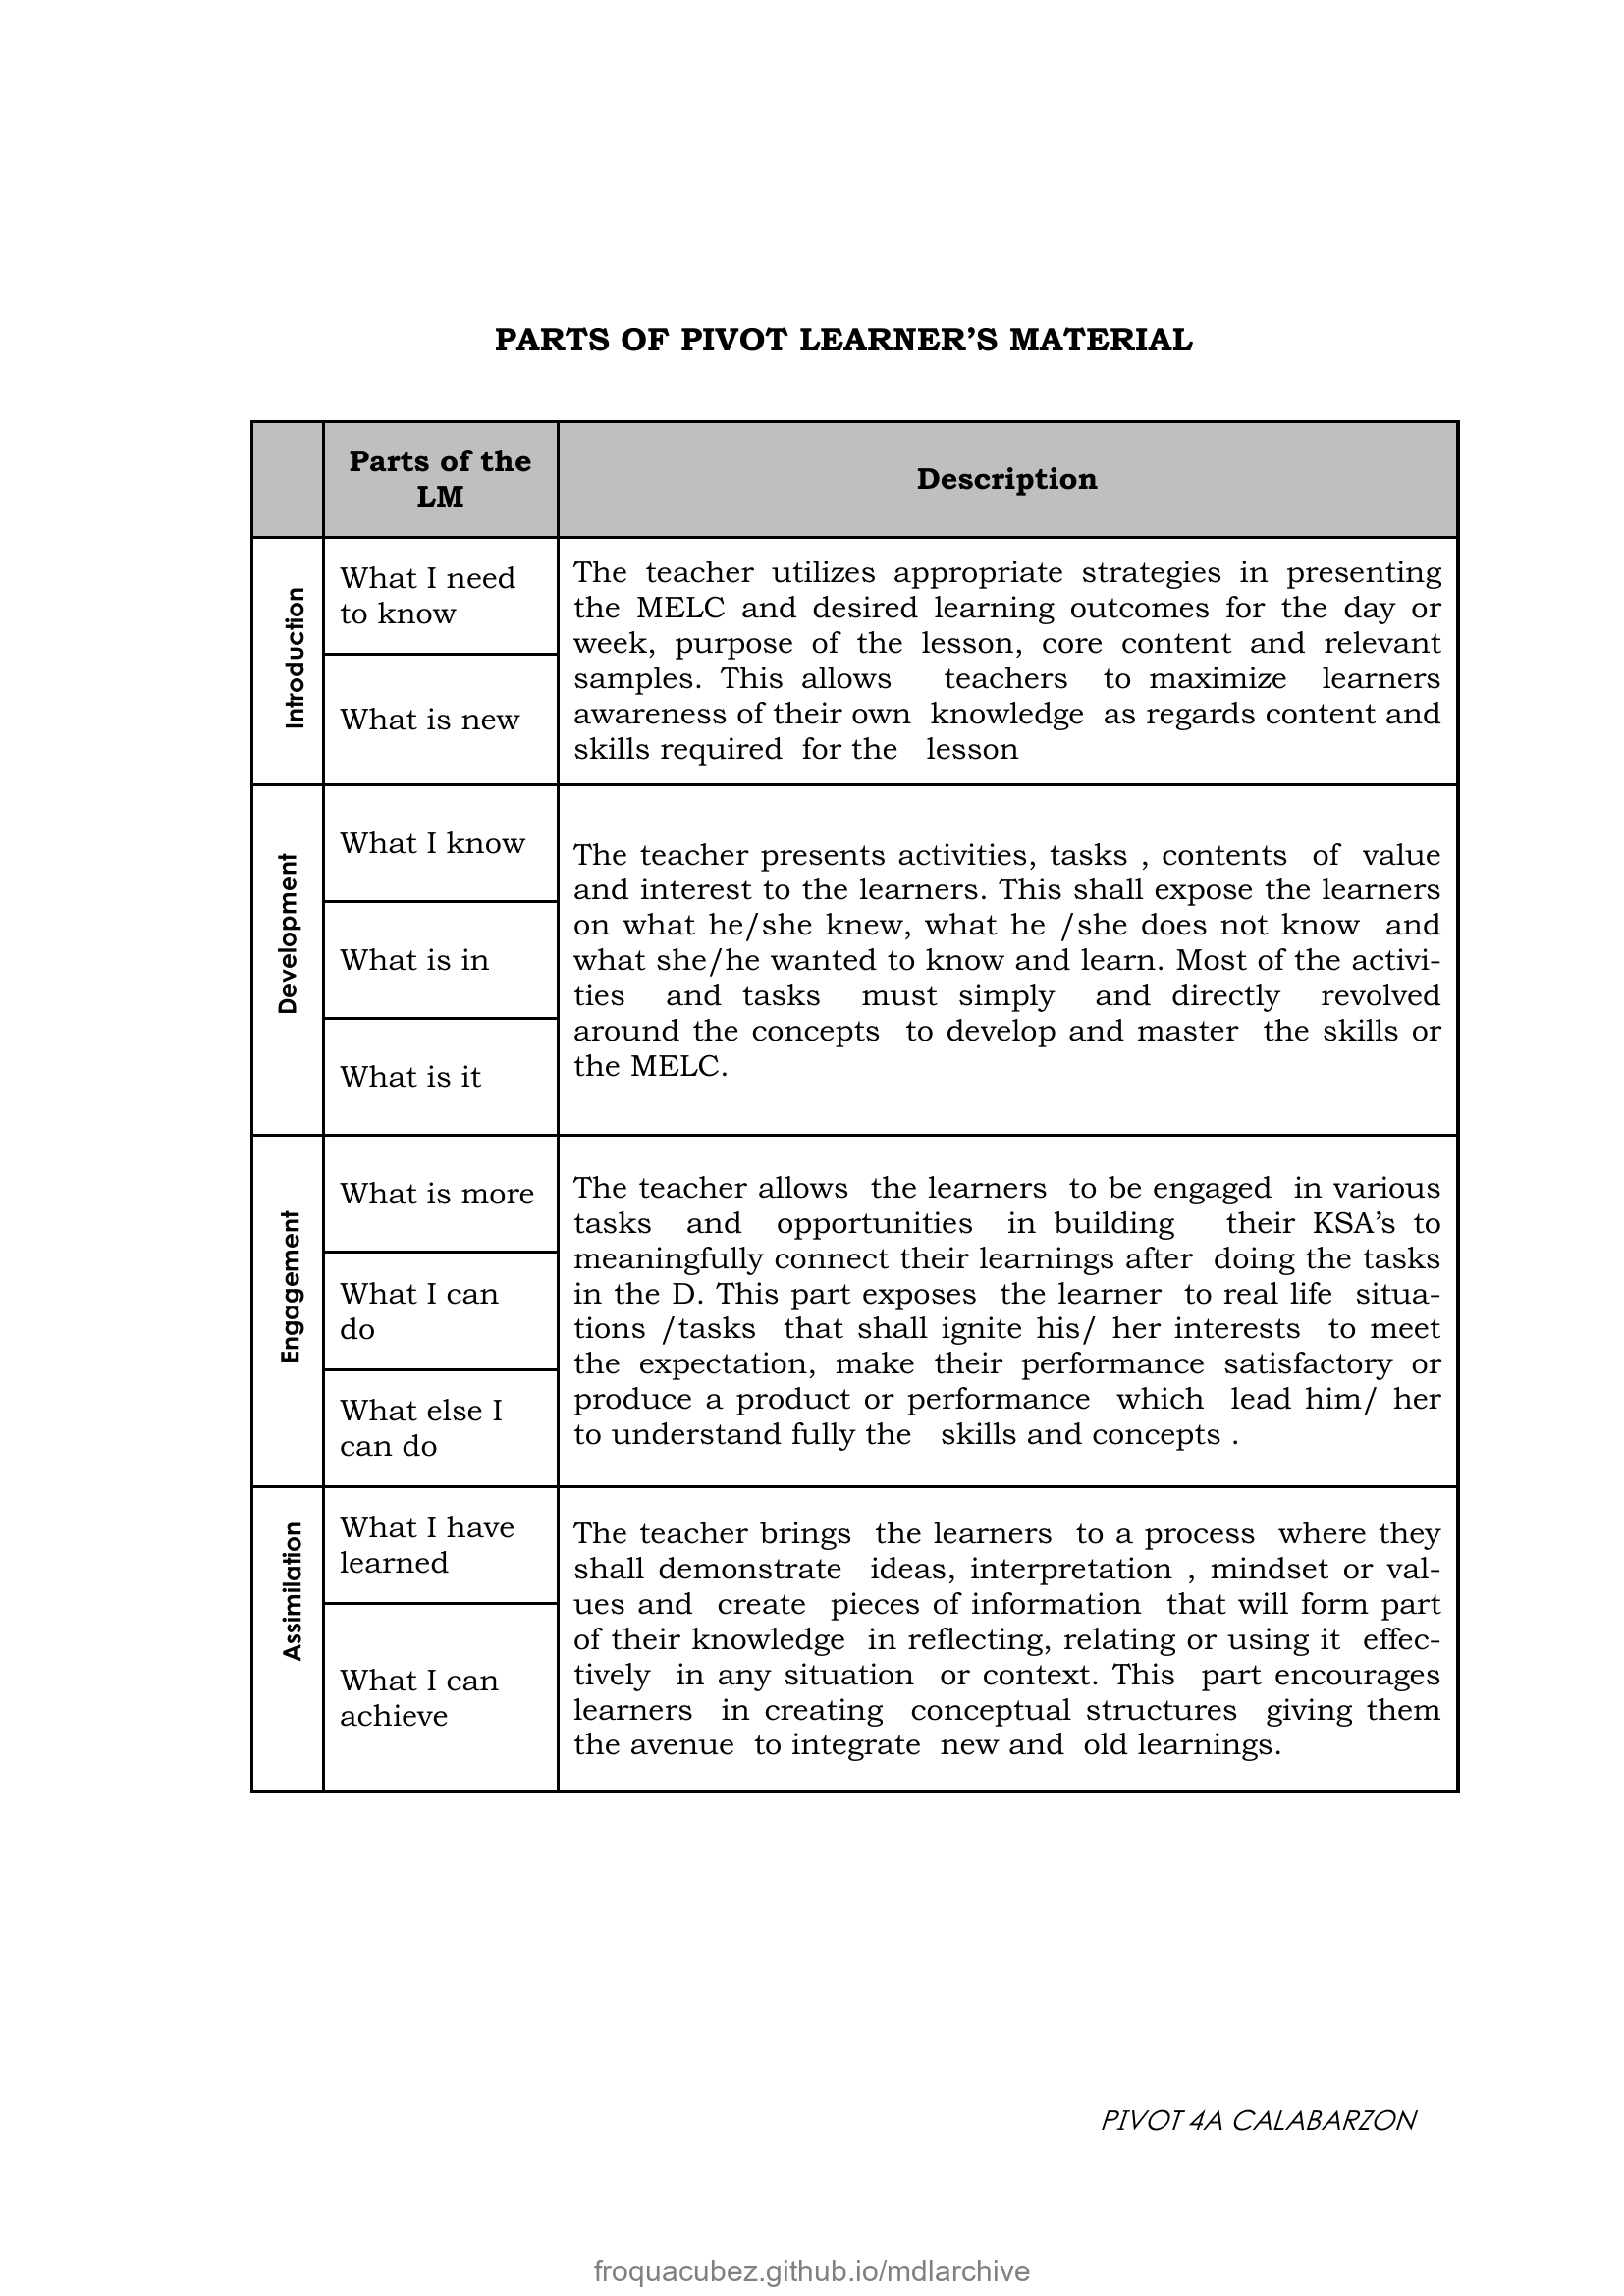 PARTS OF PIVOT LEARNER’S MATERIAL
Parts of the
LM
Description
Introduction
What I need
to know
What is new
The teacher utilizes appropriate strategies in presenting
the MELC and desired learning outcomes for the day or
week, purpose of the lesson, core content and relevant
samples. This allows teachers to maximize learners
awareness of their own knowledge as regards content and
skills required for the lesson
Development
What I know
What is in
What is it
The teacher presents activities, tasks , contents of value
and interest to the learners. This shall expose the learners
on what he/she knew, what he /she does not know and
what she/he wanted to know and learn. Most of the activi-
ties and tasks must simply and directly revolved
around the concepts to develop and master the skills or
the MELC.
Engagement
What is more
What I can
do
What else I
can do
The teacher allows the learners to be engaged in various
tasks and opportunities in building their KSA’s to
meaningfully connect their learnings after doing the tasks
in the D. This part exposes the learner to real life situa-
tions /tasks that shall ignite his/ her interests to meet
the expectation, make their performance satisfactory or
produce a product or performance which lead him/ her
to understand fully the skills and concepts .
Assimilation
What I have
learned
What I can
achieve
The teacher brings the learners to a process where they
shall demonstrate ideas, interpretation , mindset or val-
ues and create pieces of information that will form part
of their knowledge in reflecting, relating or using it effec-
tively in any situation or context. This part encourages
learners in creating conceptual structures giving them
the avenue to integrate new and old learnings.
PIVOT 4A CALABARZON
froquacubez.github.io/mdlarchive